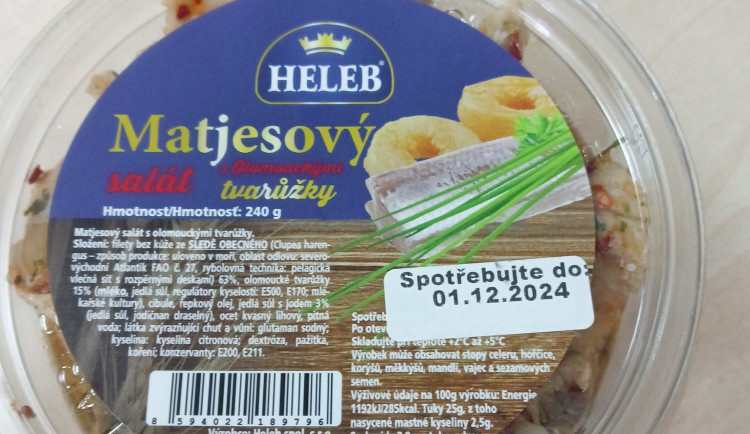 HELEB
Matjesový
salát s Olomouckými
tvarůžky
Hmotnost/Hmotnosť: 240 g
Matjesový salát s olomouckými tvarůžky.
Složení: filety bez kůže ze SLEDĚ OBECNÉHO (Clupea haren-
gus – způsob produkce: uloveno v moři, oblast odlovu: severo-
východní Atlantik FAO č. 27, rybolovná technika: pelagická
vlečná síť s rozpěrnými deskami) 63%, olomoucké tvarůžky
15% (mléko, jedlá sůl, regulátory kyselosti: E500, E170; mlé-
kařské kultury), cibule, řepkový olej, jedlá sůl s jodem 3%
(jedlá sůl, jodičnan draselný), ocet kvasný lihový, pitná
voda; látka zvýrazňující chuť a vůni: glutaman sodný;
kyselina: kyselina citronová; dextróza, pažitka,
koření; konzervanty: E200, E211.
8 594022 189796
Výrobce: Heleb spol. s r.o.
Spotřebujte do:
01.12.2024
Po otev
Skladujte při teplotě +2°C až +5°C
Výrobek může obsahovat stopy celeru, hořčice,
korýšů, měkkýšů, mandlí, vajec a sezamových
semen.
Výživové údaje na 100g výrobku: Energie
1192kJ/285kcal. Tuky 25g, z toho
nasycené mastné kyseliny 2,5g.